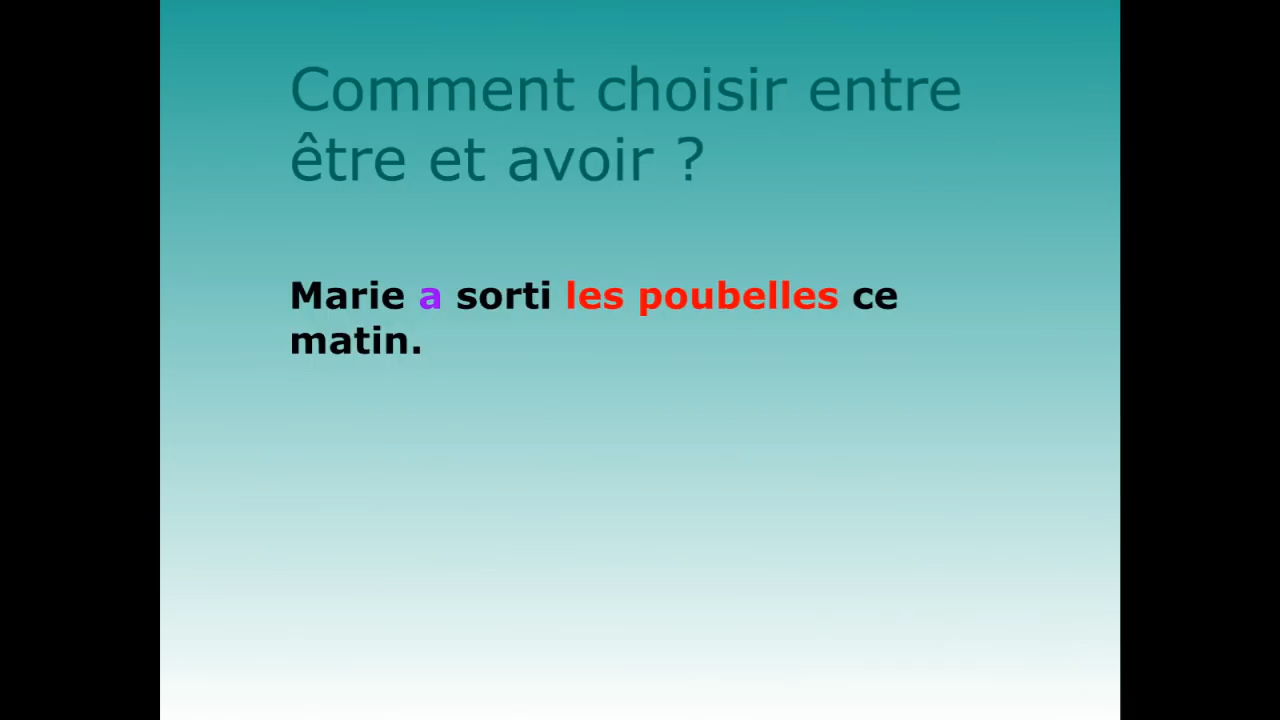 Comment choisir entre
être et avoir ?
Marie a sorti les poubelles ce
matin.